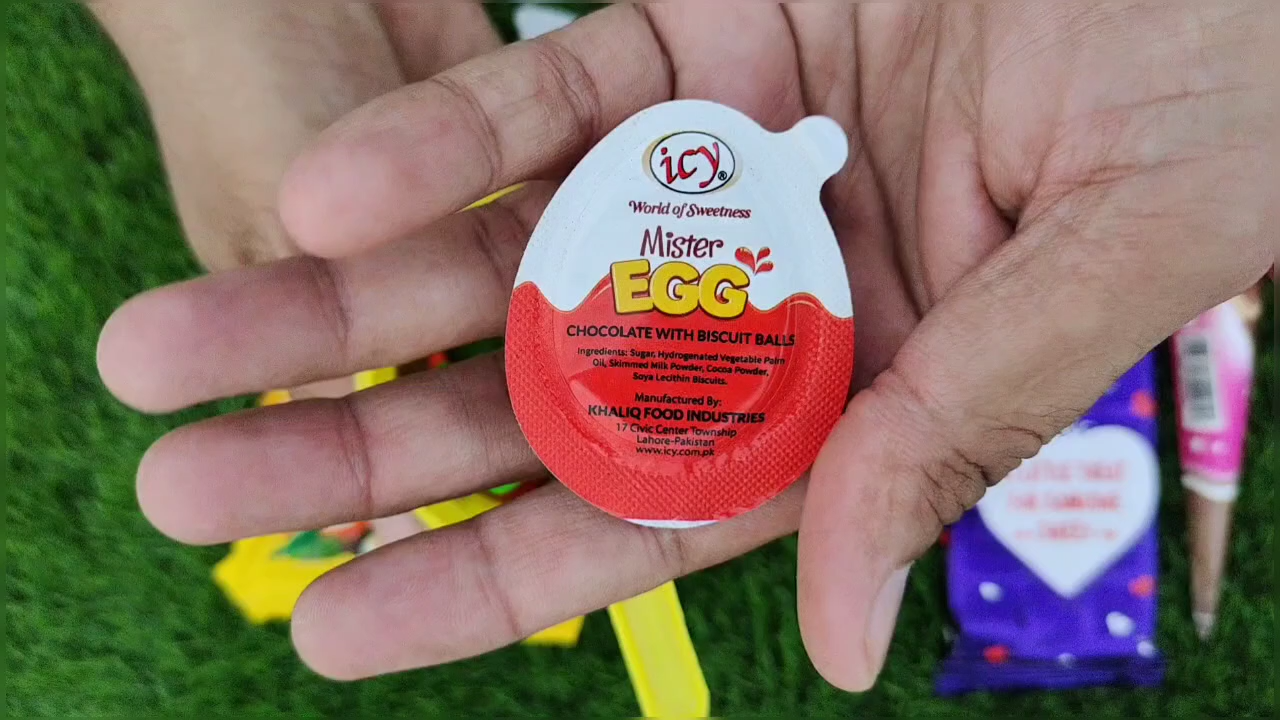 icy®
World of Sweetness
Mister
EGG
CHOCOLATE WITH BISCUIT BALLS
Ingredients: Sugar, Hydrogenated Vegetable Palm
Oil, Skimmed Milk Powder, Cocoa Powder,
Soya Lecithin Biscuits.
Manufactured By:
KHALIQ FOOD INDUSTRIES
17 Civic Center Township
Lahore-Pakistan
www.icy.com.pk